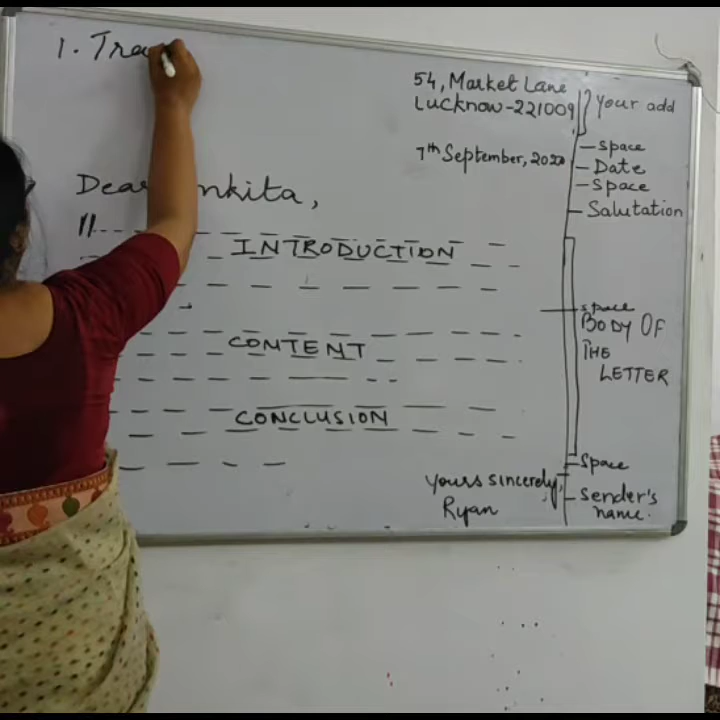 1. Tra
54, Market Lane
Lucknow-221009
Your add
7th September, 2020
space
Date
space
Salutation
Dear nkita,
INTRODUCTION
space
BODY OF
THE
LETTER
CONTENT
CONCLUSION
Space
Yours sincerely,
Ryan
Sender's
name.